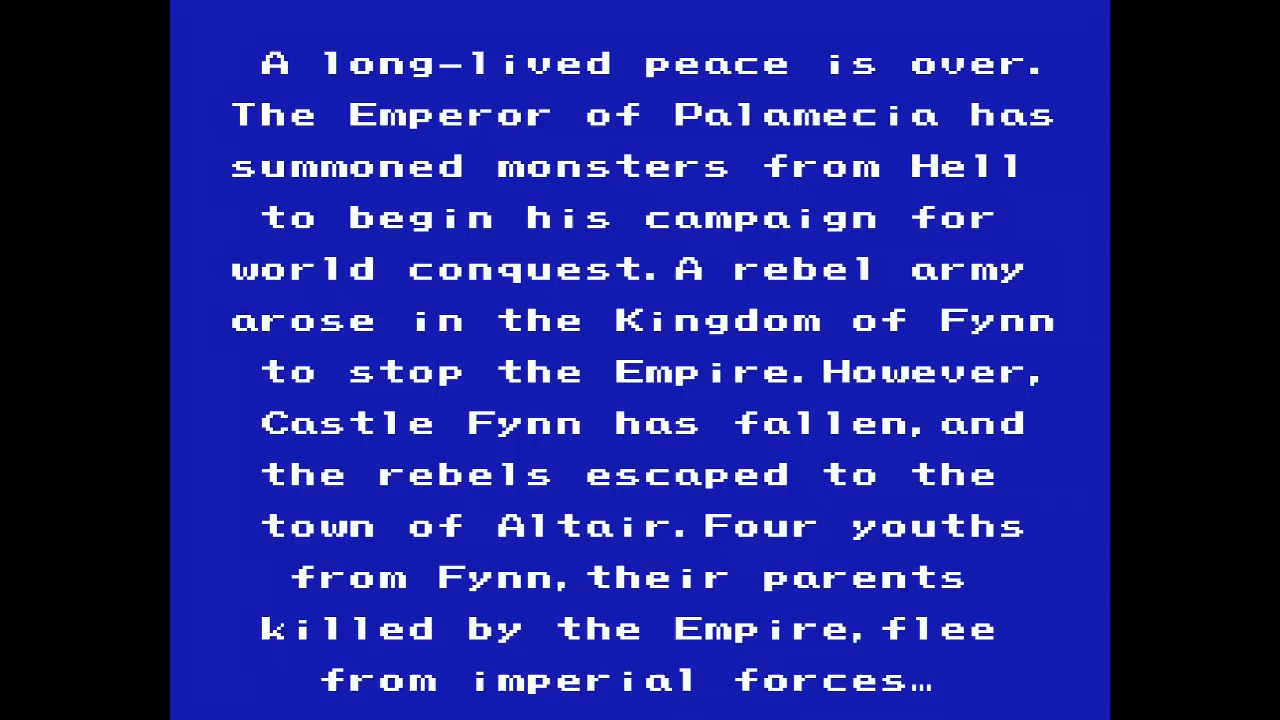 A long-lived peace is over.
The Emperor of Palamecia has
summoned monsters from Hell
to begin his campaign for
world conquest. A rebel army
arose in the Kingdom of Fynn
to stop the Empire. However,
Castle Fynn has fallen, and
the rebels escaped to the
town of Altair. Four youths
from Fynn, their parents
killed by the Empire, flee
from imperial forces…